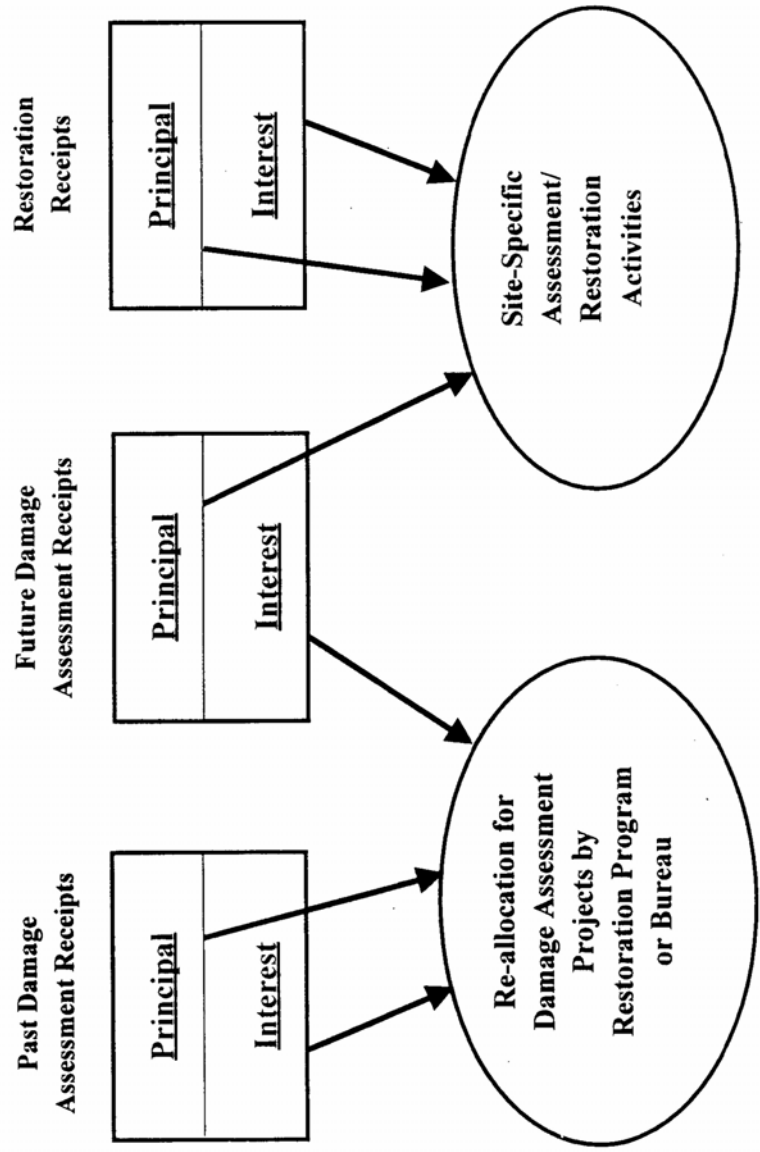 Past Damage
Assessment Receipts
Principal
Interest
Future Damage
Assessment Receipts
Principal
Interest
Restoration
Receipts
Principal
Interest
Re-allocation for
Damage Assessment
Projects by
Restoration Program
or Bureau
Site-Specific
Assessment/
Restoration
Activities